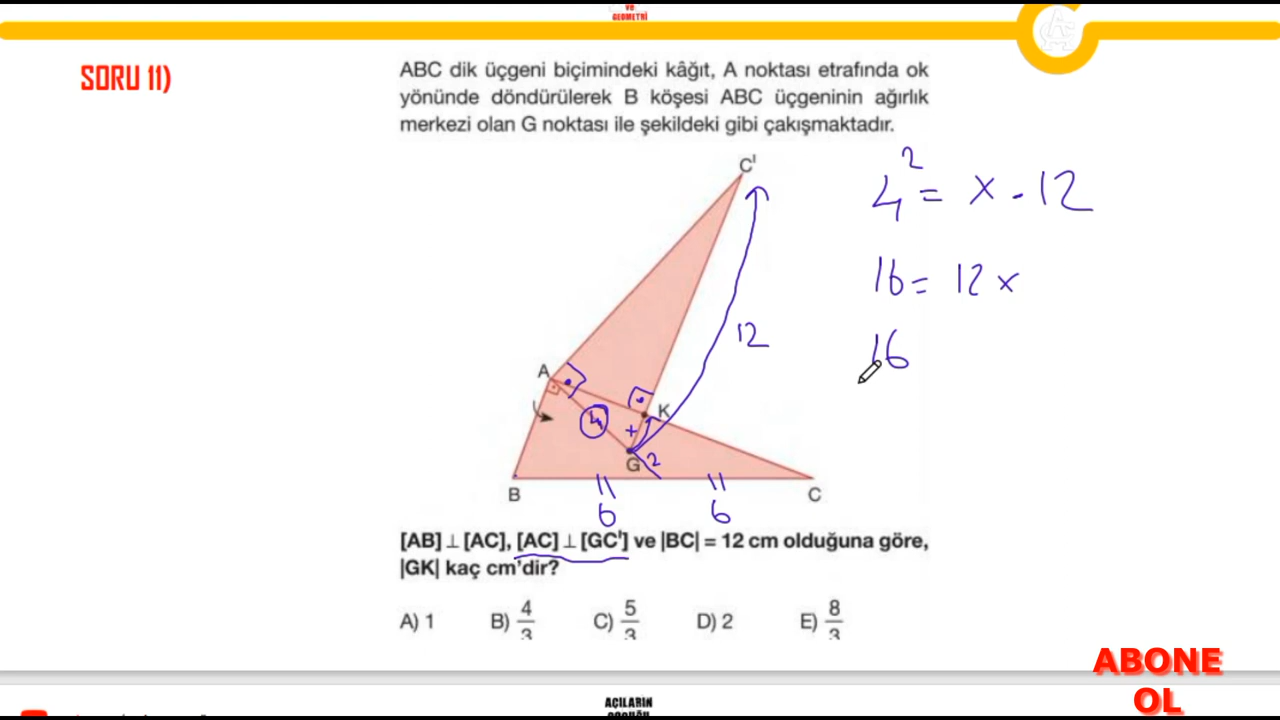 VE
GEOMETRİ
SORU 11)
ABC dik üçgeni biçimindeki kâğıt, A noktası etrafında ok
yönünde döndürülerek B köşesi ABC üçgeninin ağırlık
merkezi olan G noktası ile şekildeki gibi çakışmaktadır.
C'
4² = x . 12
16 = 12x
12
16
A
K
4
x
G
2
B
C
6
6
[AB] ⊥ [AC], [AC] ⊥ [GC'] ve |BC| = 12 cm olduğuna göre,
|GK| kaç cm'dir?
A) 1 B) 4/3 C) 5/3 D) 2 E) 8/3
ABONE
OL
AÇILARIN